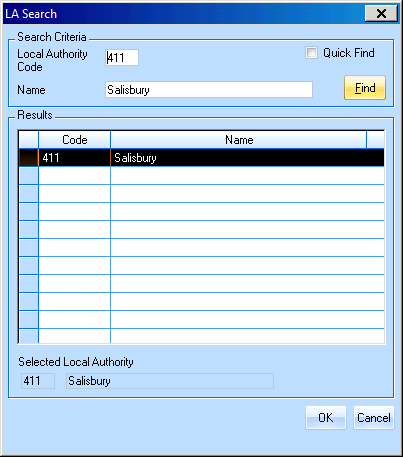 LA Search
Search Criteria
Local Authority Code
411
Quick Find
Name
Salisbury
Find
Results
Code Name
411 Salisbury
Selected Local Authority
411 Salisbury
OK Cancel